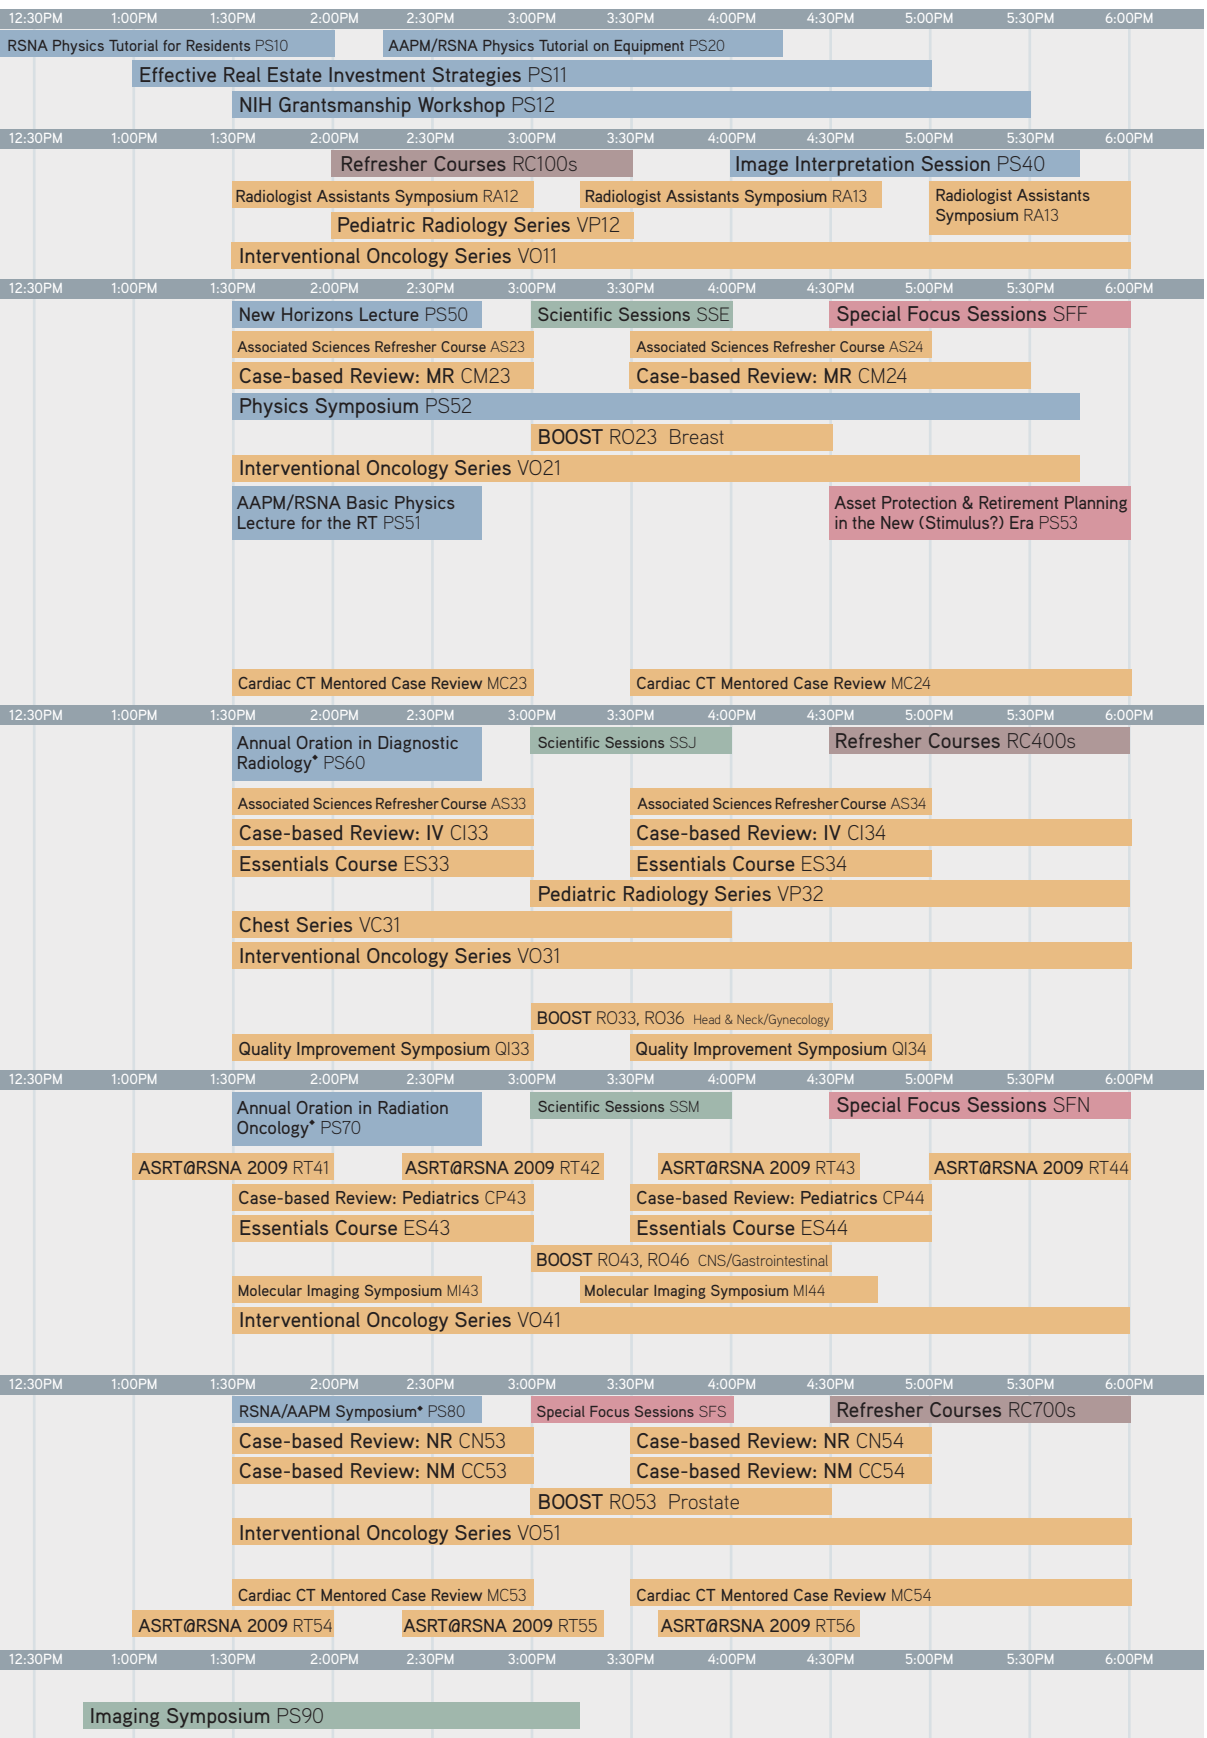 12:30PM 1:00PM 1:30PM 2:00PM 2:30PM 3:00PM 3:30PM 4:00PM 4:30PM 5:00PM 5:30PM 6:00PM
RSNA Physics Tutorial for Residents PS10 AAPM/RSNA Physics Tutorial on Equipment PS20
Effective Real Estate Investment Strategies PS11
NIH Grantsmanship Workshop PS12
12:30PM 1:00PM 1:30PM 2:00PM 2:30PM 3:00PM 3:30PM 4:00PM 4:30PM 5:00PM 5:30PM 6:00PM
Refresher Courses RC100s Image Interpretation Session PS40
Radiologist Assistants Symposium RA12 Radiologist Assistants Symposium RA13 Radiologist Assistants
Symposium RA13
Pediatric Radiology Series VP12
Interventional Oncology Series VO11
12:30PM 1:00PM 1:30PM 2:00PM 2:30PM 3:00PM 3:30PM 4:00PM 4:30PM 5:00PM 5:30PM 6:00PM
New Horizons Lecture PS50 Scientific Sessions SSE Special Focus Sessions SFF
Associated Sciences Refresher Course AS23 Associated Sciences Refresher Course AS24
Case-based Review: MR CM23 Case-based Review: MR CM24
Physics Symposium PS52
BOOST RO23 Breast
Interventional Oncology Series VO21
AAPM/RSNA Basic Physics Asset Protection & Retirement Planning
Lecture for the RT PS51 in the New (Stimulus?) Era PS53
Cardiac CT Mentored Case Review MC23 Cardiac CT Mentored Case Review MC24
12:30PM 1:00PM 1:30PM 2:00PM 2:30PM 3:00PM 3:30PM 4:00PM 4:30PM 5:00PM 5:30PM 6:00PM
Annual Oration in Diagnostic Scientific Sessions SSJ Refresher Courses RC400s
Radiology◆ PS60
Associated Sciences Refresher Course AS33 Associated Sciences Refresher Course AS34
Case-based Review: IV CI33 Case-based Review: IV CI34
Essentials Course ES33 Essentials Course ES34
Pediatric Radiology Series VP32
Chest Series VC31
Interventional Oncology Series VO31
BOOST RO33, RO36 Head & Neck/Gynecology
Quality Improvement Symposium QI33 Quality Improvement Symposium QI34
12:30PM 1:00PM 1:30PM 2:00PM 2:30PM 3:00PM 3:30PM 4:00PM 4:30PM 5:00PM 5:30PM 6:00PM
Annual Oration in Radiation Scientific Sessions SSM Special Focus Sessions SFN
Oncology◆ PS70
ASRT@RSNA 2009 RT41 ASRT@RSNA 2009 RT42 ASRT@RSNA 2009 RT43 ASRT@RSNA 2009 RT44
Case-based Review: Pediatrics CP43 Case-based Review: Pediatrics CP44
Essentials Course ES43 Essentials Course ES44
BOOST RO43, RO46 CNS/Gastrointestinal
Molecular Imaging Symposium MI43 Molecular Imaging Symposium MI44
Interventional Oncology Series VO41
12:30PM 1:00PM 1:30PM 2:00PM 2:30PM 3:00PM 3:30PM 4:00PM 4:30PM 5:00PM 5:30PM 6:00PM
RSNA/AAPM Symposium◆ PS80 Special Focus Sessions SFS Refresher Courses RC700s
Case-based Review: NR CN53 Case-based Review: NR CN54
Case-based Review: NM CC53 Case-based Review: NM CC54
BOOST RO53 Prostate
Interventional Oncology Series VO51
Cardiac CT Mentored Case Review MC53 Cardiac CT Mentored Case Review MC54
ASRT@RSNA 2009 RT54 ASRT@RSNA 2009 RT55 ASRT@RSNA 2009 RT56
12:30PM 1:00PM 1:30PM 2:00PM 2:30PM 3:00PM 3:30PM 4:00PM 4:30PM 5:00PM 5:30PM 6:00PM
Imaging Symposium PS90